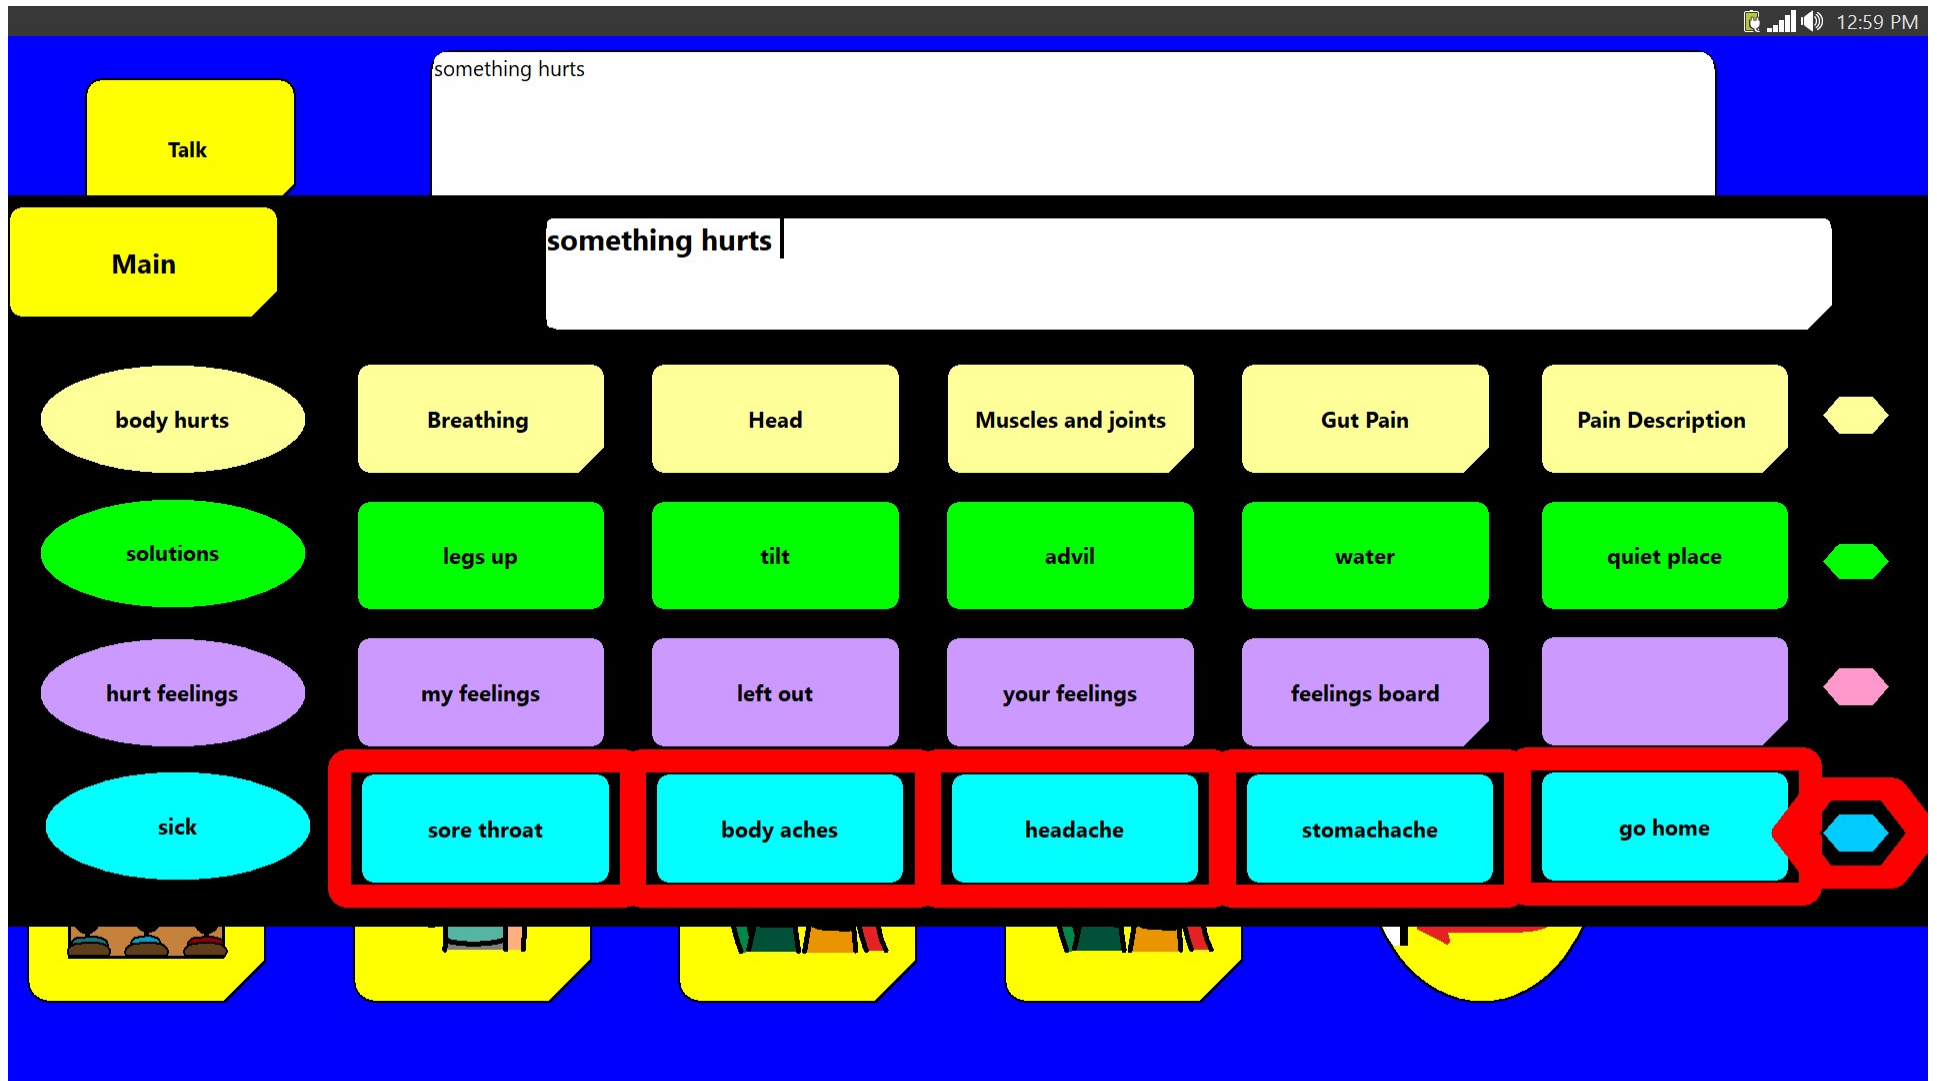 12:59 PM
something hurts
Talk
Main
something hurts
body hurts
Breathing
Head
Muscles and joints
Gut Pain
Pain Description
solutions
legs up
tilt
advil
water
quiet place
hurt feelings
my feelings
left out
your feelings
feelings board
sick
sore throat
body aches
headache
stomachache
go home